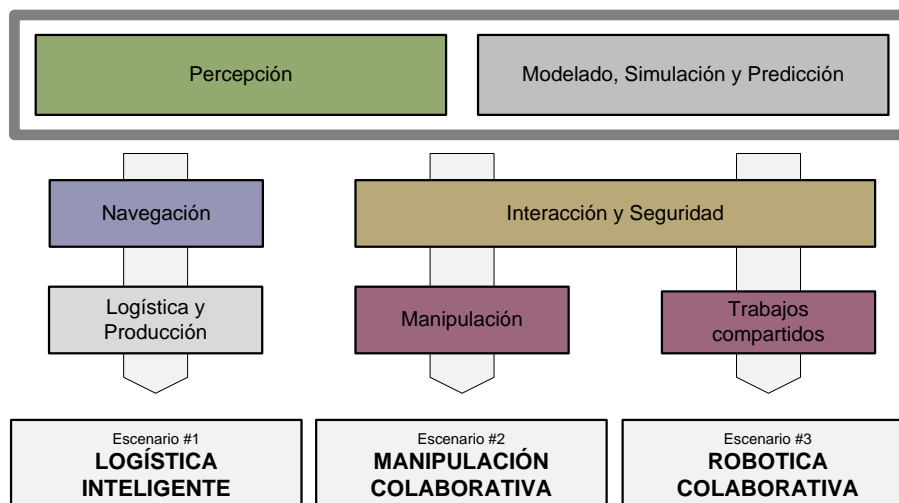 Percepción
Modelado, Simulación y Predicción
Navegación
Interacción y Seguridad
Logística y
Producción
Manipulación
Trabajos
compartidos
Escenario #1
LOGÍSTICA
INTELIGENTE
Escenario #2
MANIPULACIÓN
COLABORATIVA
Escenario #3
ROBOTICA
COLABORATIVA